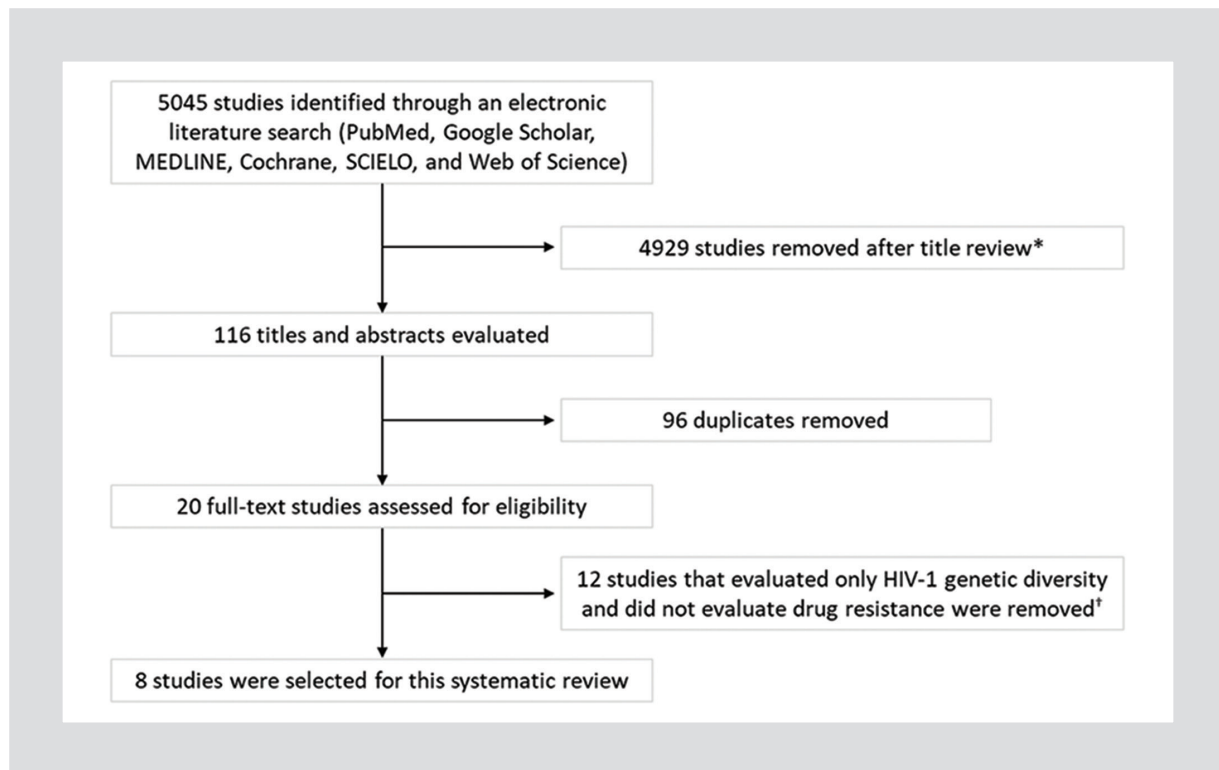 5045 studies identified through an electronic
literature search (PubMed, Google Scholar,
MEDLINE, Cochrane, SCIELO, and Web of Science)
4929 studies removed after title review*
116 titles and abstracts evaluated
96 duplicates removed
20 full-text studies assessed for eligibility
12 studies that evaluated only HIV-1 genetic diversity
and did not evaluate drug resistance were removed†
8 studies were selected for this systematic review